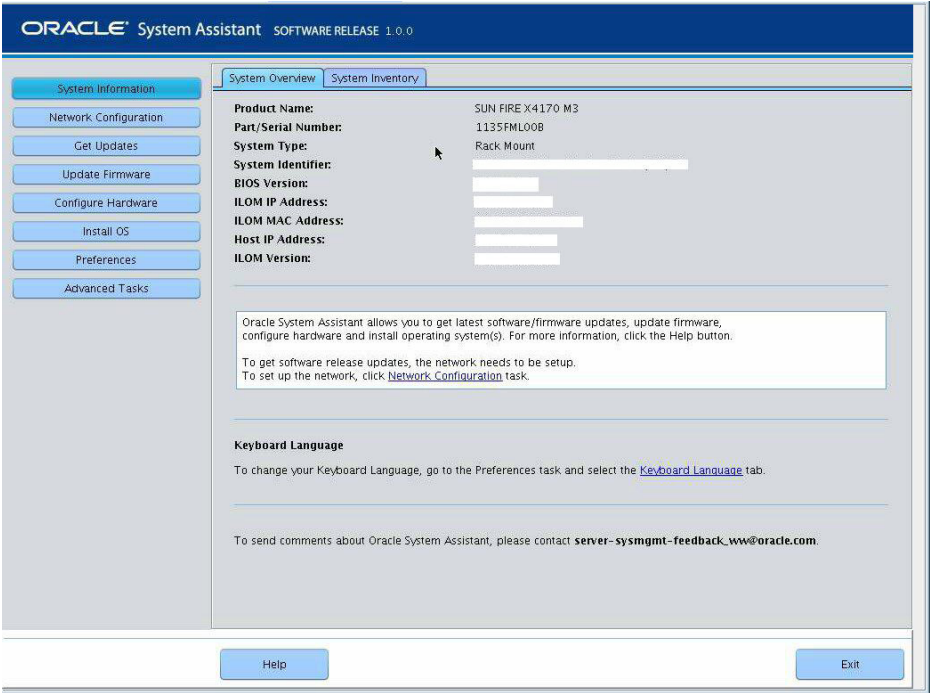 ORACLE System Assistant SOFTWARE RELEASE 1.0.0
System Information
Network Configuration
Get Updates
Update Firmware
Configure Hardware
Install OS
Preferences
Advanced Tasks
System Overview System Inventory
Product Name: SUN FIRE X4170 M3
Part/Serial Number: 1135FML00B
System Type: Rack Mount
System Identifier:
BIOS Version:
ILOM IP Address:
ILOM MAC Address:
Host IP Address:
ILOM Version:
Oracle System Assistant allows you to get latest software/firmware updates, update firmware,
configure hardware and install operating system(s). For more information, click the Help button.
To get software release updates, the network needs to be setup.
To set up the network, click Network Configuration task.
Keyboard Language
To change your Keyboard Language, go to the Preferences task and select the Keyboard Language tab.
To send comments about Oracle System Assistant, please contact server-sysmgmt-feedback_ww@oracle.com.
Help Exit